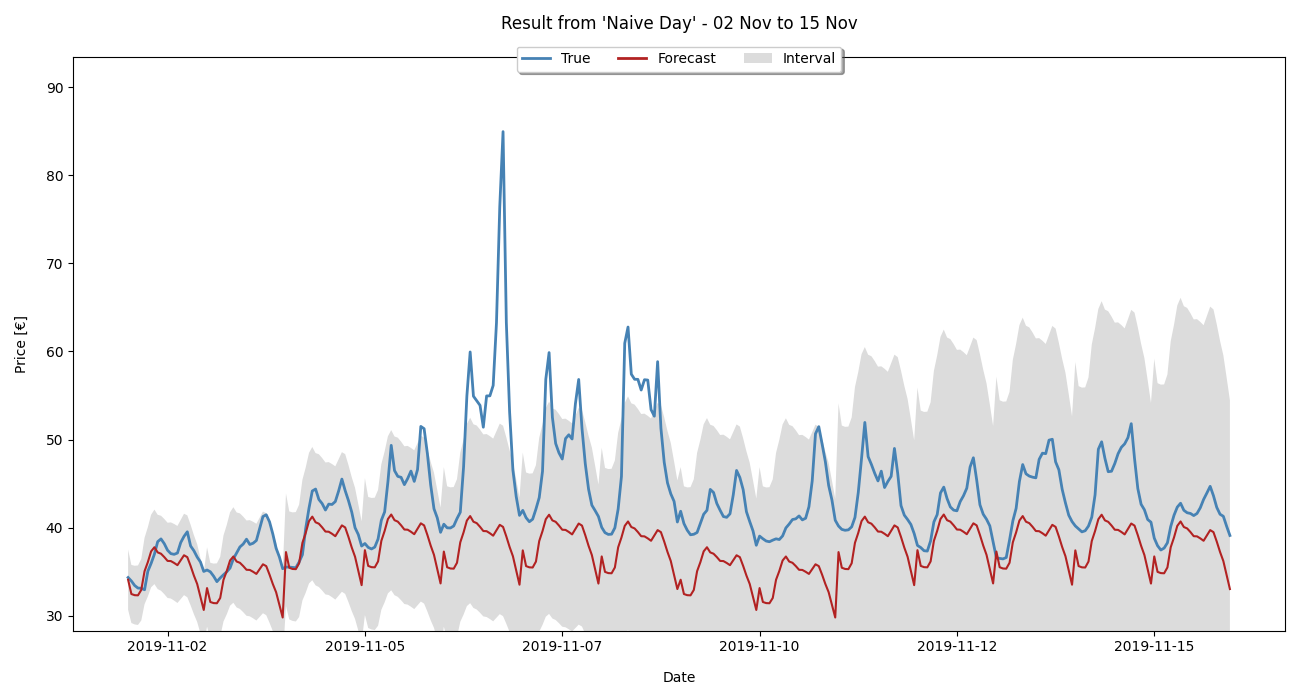 Result from 'Naive Day' - 02 Nov to 15 Nov
True Forecast Interval
90
80
70
60
50
40
30
Price [€]
2019-11-02 2019-11-05 2019-11-07 2019-11-10 2019-11-12 2019-11-15
Date